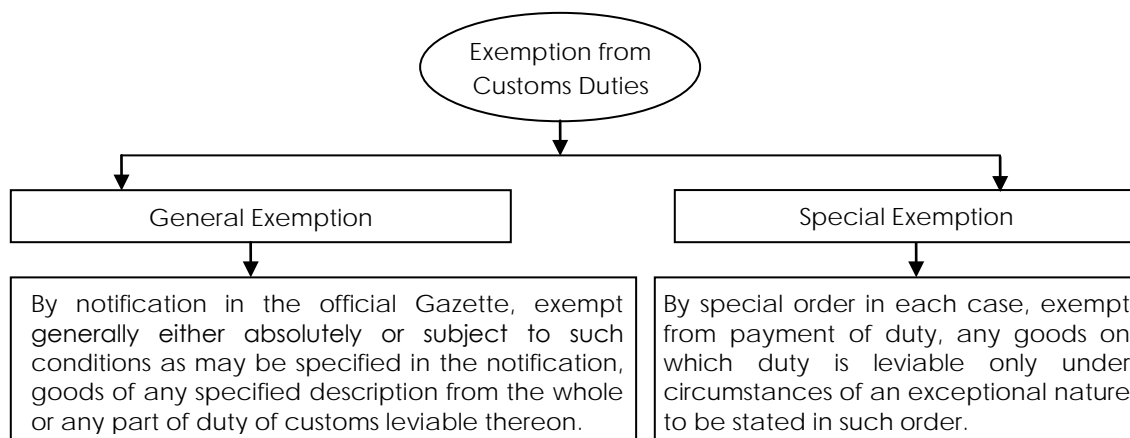 Exemption from
Customs Duties
General Exemption
Special Exemption
By notification in the official Gazette, exempt
generally either absolutely or subject to such
conditions as may be specified in the notification,
goods of any specified description from the whole
or any part of duty of customs leviable thereon.
By special order in each case, exempt
from payment of duty, any goods on
which duty is leviable only under
circumstances of an exceptional nature
to be stated in such order.